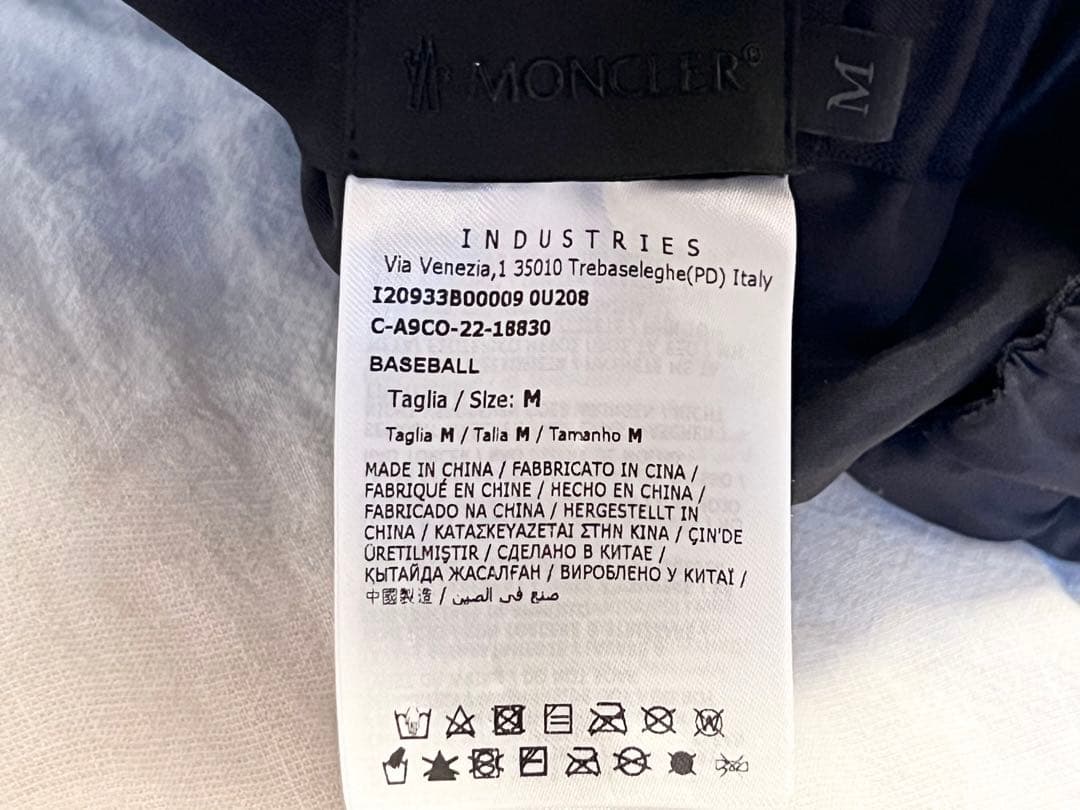 MONCLER®
M
INDUSTRIES
Via Venezia,1 35010 Trebaseleghe(PD) Italy
I20933B00009 0U208
C-A9CO-22-18830
BASEBALL
Taglia / Size: M
Taglia M / Talla M / Tamanho M
MADE IN CHINA / FABBRICATO IN CINA /
FABRIQUÉ EN CHINE / HECHO EN CHINA /
FABRICADO NA CHINA / HERGESTELLT IN
CHINA / ΚΑΤΑΣΚΕΥΑΖΕΤΑΙ ΣΤΗΝ ΚΙΝΑ / ÇIN'DE
ÜRETILMIŞTIR / СДЕЛАНО В КИТАЕ /
ҚЫТАЙДА ЖАСАЛҒАН / ВИРОБЛЕНО У КИТАЇ /
中國製造 / صنع في الصين